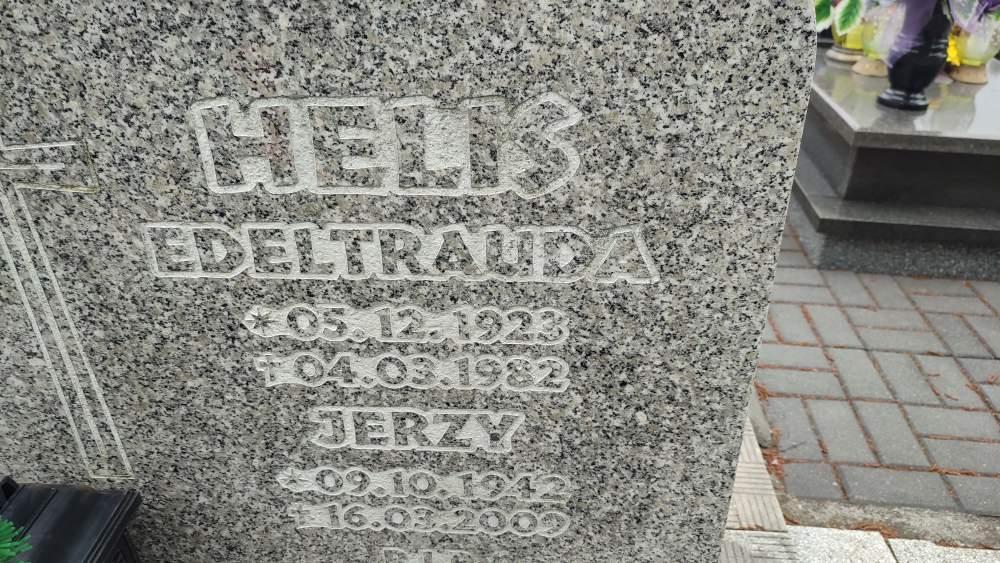 HELIS
EDELTRAUDA
* 05.12.1923
† 04.03.1982
JERZY
* 09.10.1942
† 16.03.2009